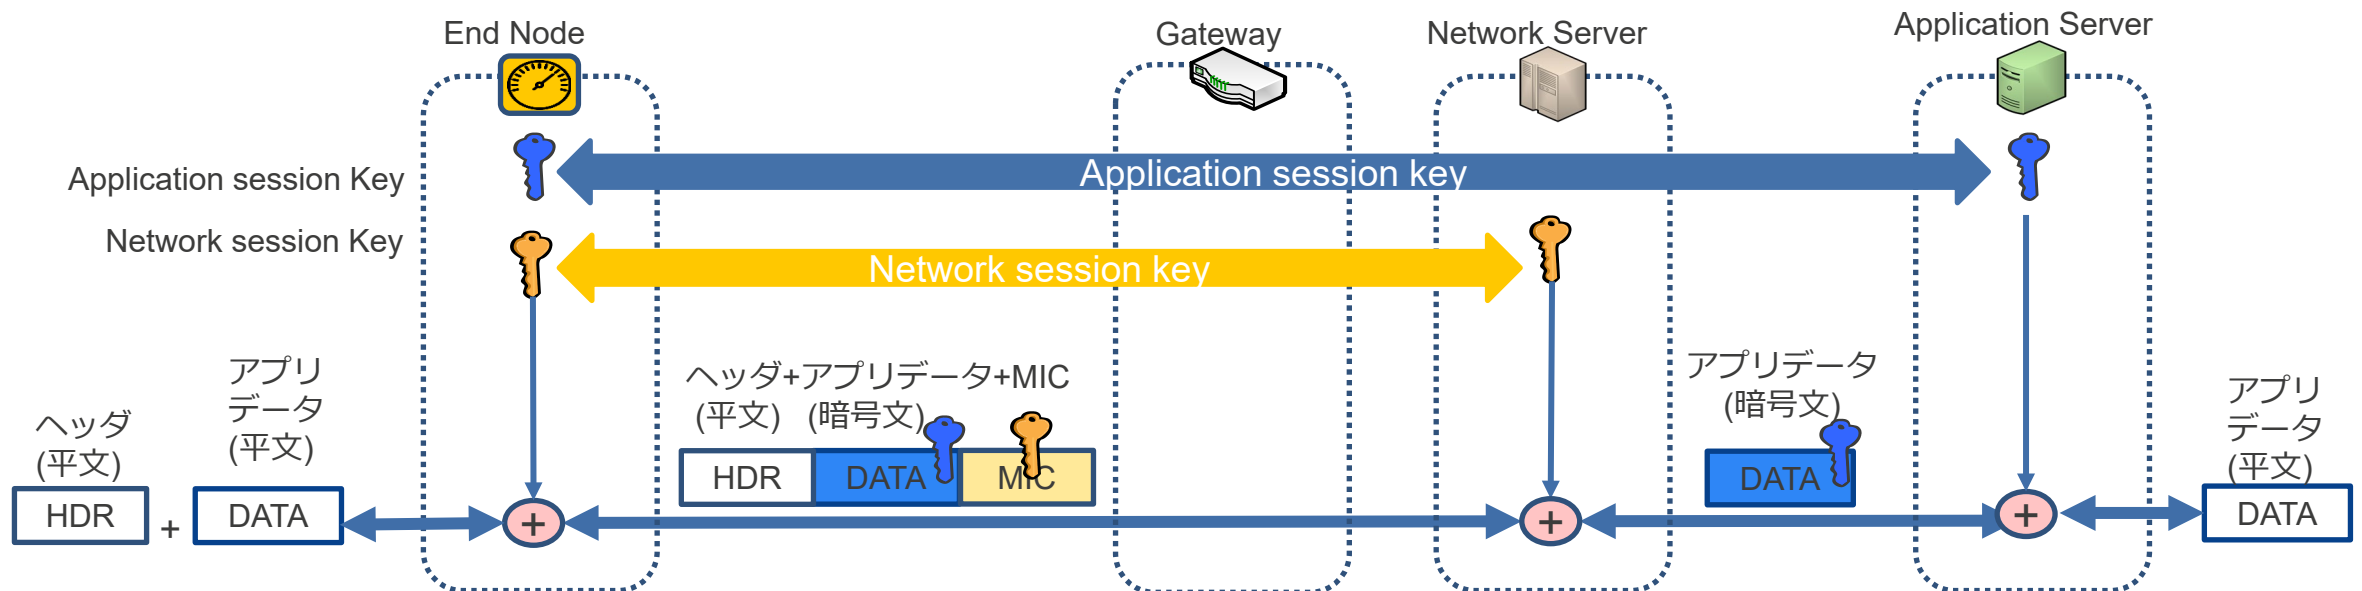 End Node
Gateway
Network Server
Application Server
Application session Key
Application session key
Network session Key
Network session key
アプリ
データ
(平文)
ヘッダ
(平文)
HDR
+
DATA
+
ヘッダ+アプリデータ+MIC
(平文) (暗号文)
HDR
DATA
MIC
+
アプリデータ
(暗号文)
DATA
+
アプリ
データ
(平文)
DATA